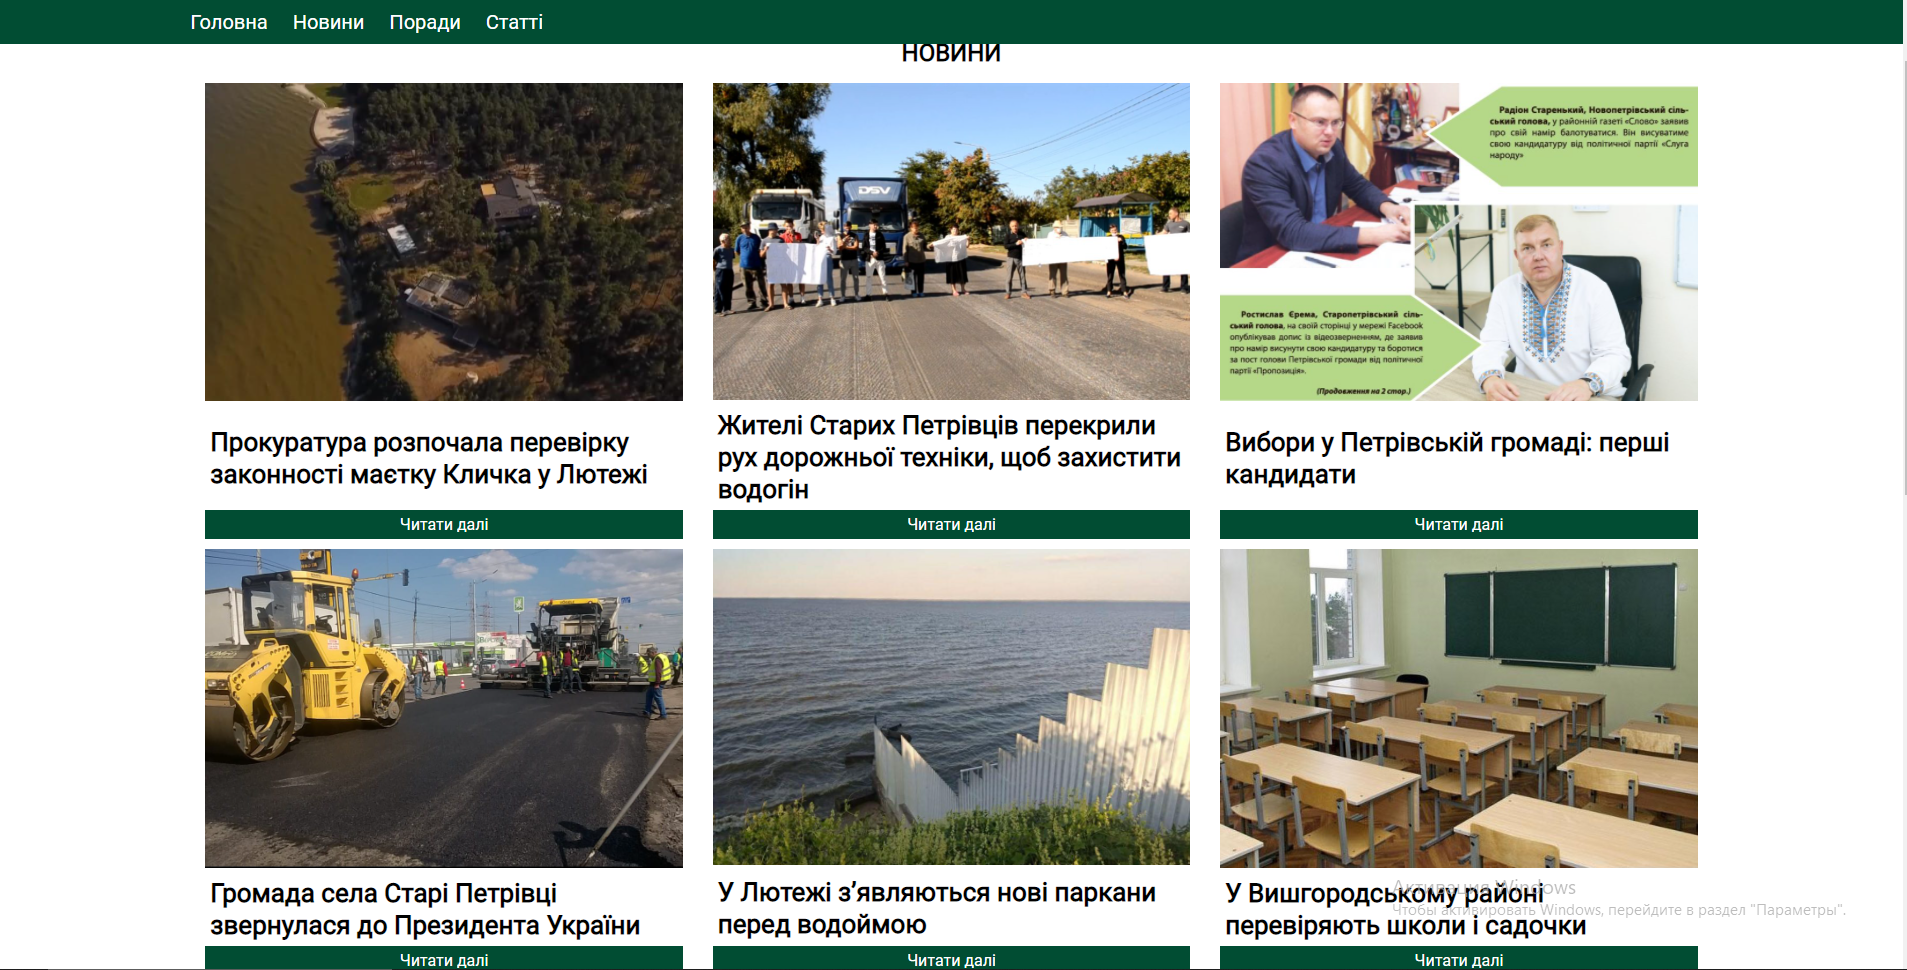 Головна Новини Поради Статті
НОВИНИ
DSV
Радіон Старенький, Новопетрівський сіль-
ський голова, у районній газеті «Слово» заявив
про свій намір балотуватися. Він висуватиме
свою кандидатуру від політичної партії «Слуга
народу»
Ростислав Єрема, Старопетрівський сіль-
ський голова, на своїй сторінці у мережі Facebook
опублікував допис із відеозверненням, де заявив
про намір висунути свою кандидатуру та боротися
за пост голови Петрівської громади від політичної
партії «Пропозиція».
(Продовження на 2 стор.)
Прокуратура розпочала перевірку
законності маєтку Кличка у Лютежі
Читати далі
Жителі Старих Петрівців перекрили
рух дорожньої техніки, щоб захистити
водогін
Читати далі
Вибори у Петрівській громаді: перші
кандидати
Читати далі
Громада села Старі Петрівці
звернулася до Президента України
Читати далі
У Лютежі з’являються нові паркани
перед водоймою
Читати далі
У Вишгородському районі
перевіряють школи і садочки
Читати далі
Активация Windows
Чтобы активировать Windows, перейдите в раздел "Параметры".